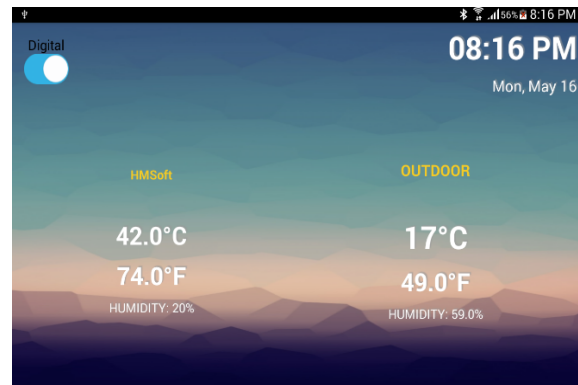 56% 8:16 PM
Digital
08:16 PM
Mon, May 16
HMSoft
OUTDOOR
42.0°C
17°C
74.0°F
49.0°F
HUMIDITY: 20%
HUMIDITY: 59.0%